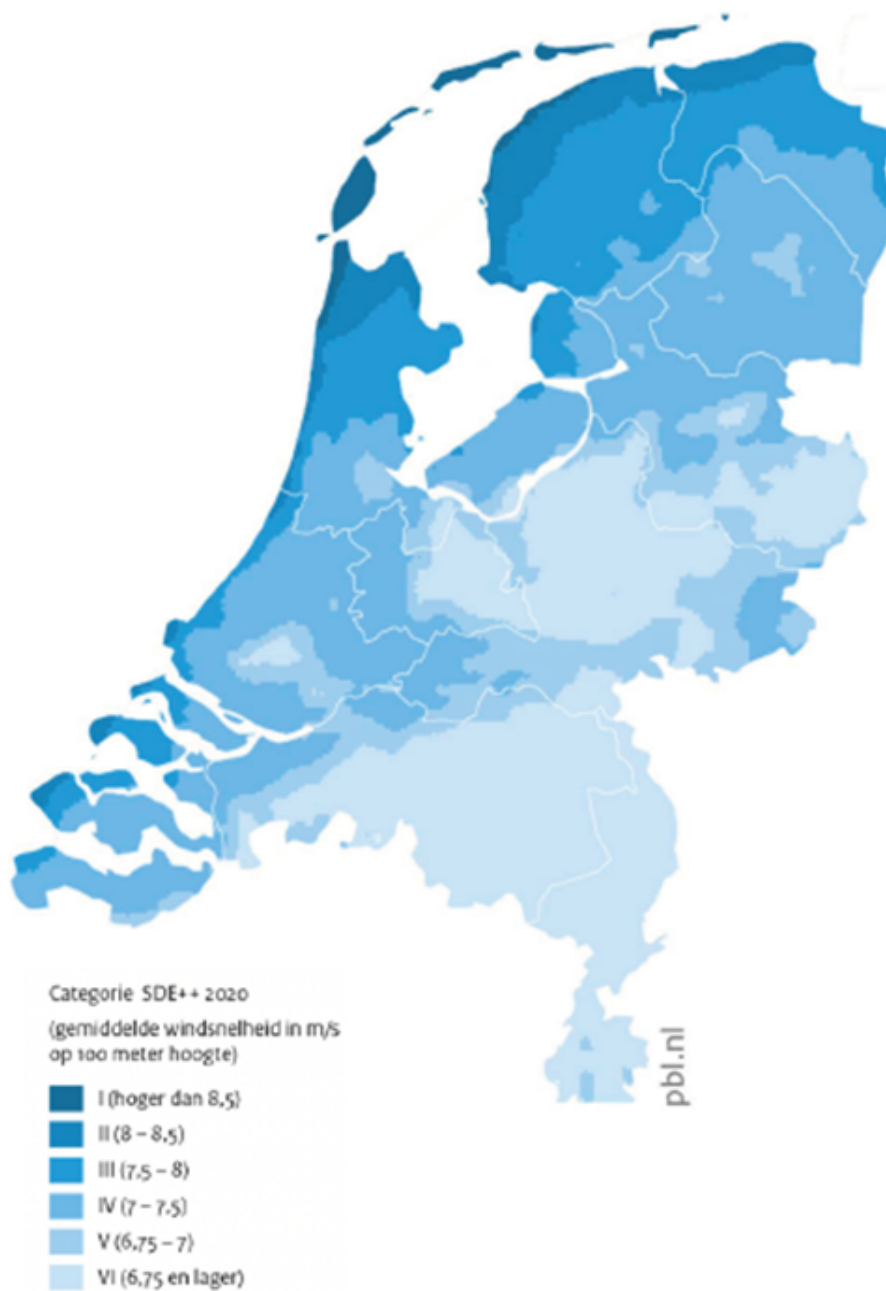 Categorie SDE++ 2020
(gemiddelde windsnelheid in m/s
op 100 meter hoogte)
I (hoger dan 8,5)
II (8 – 8,5)
III (7,5 – 8)
IV (7 – 7,5)
V (6,75 – 7)
VI (6,75 en lager)
pbl.nl